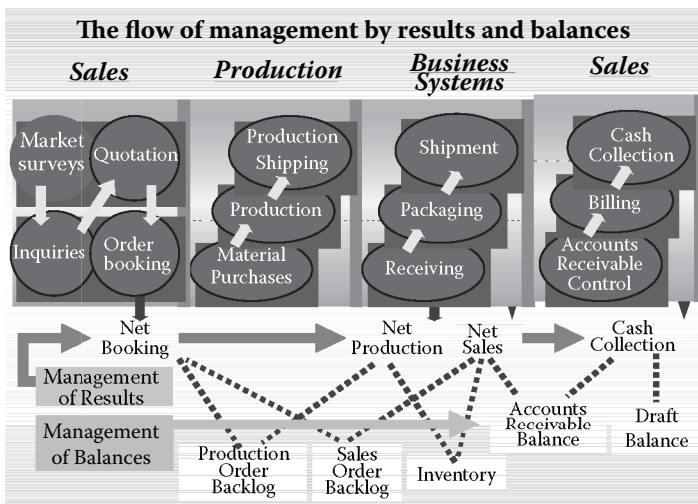 The flow of management by results and balances
Sales
Production
Business
Systems
Sales
Market
surveys
Quotation
Inquiries
Order
booking
Production
Shipping
Production
Material
Purchases
Shipment
Packaging
Receiving
Cash
Collection
Billing
Accounts
Receivable
Control
Net
Booking
Net
Production
Net
Sales
Cash
Collection
Management
of Results
Management
of Balances
Production
Order
Backlog
Sales
Order
Backlog
Inventory
Accounts
Receivable
Balance
Draft
Balance